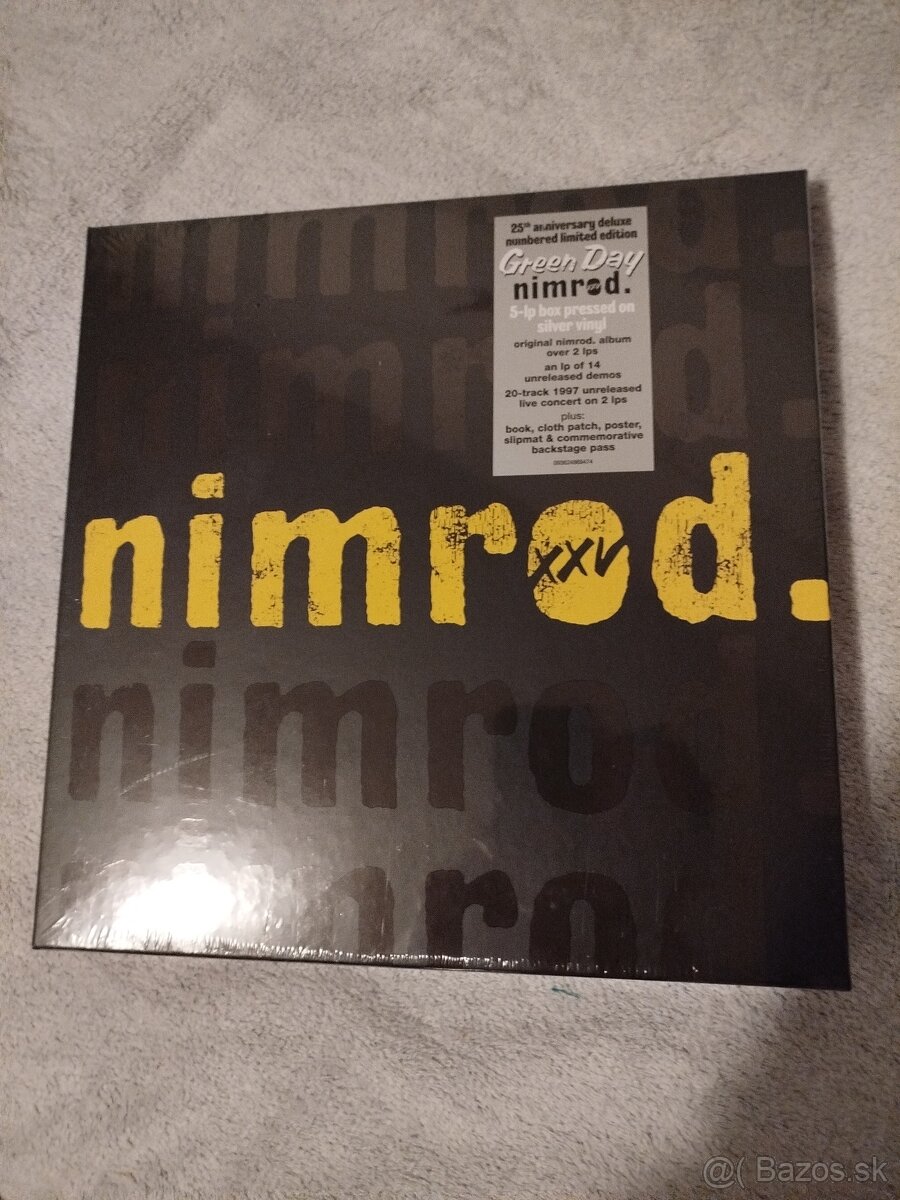 nimrod.
nimrod.
25th anniversary deluxe
numbered limited edition
Green Day
nimrod.
xxv
5-lp box pressed on
silver vinyl
original nimrod. album
over 2 lps
an lp of 14
unreleased demos
20-track 1997 unreleased
live concert on 2 lps
plus:
book, cloth patch, poster,
slipmat & commemorative
backstage pass
nimrod.
XXV
nimrod
nimrod
@( Bazos.sk